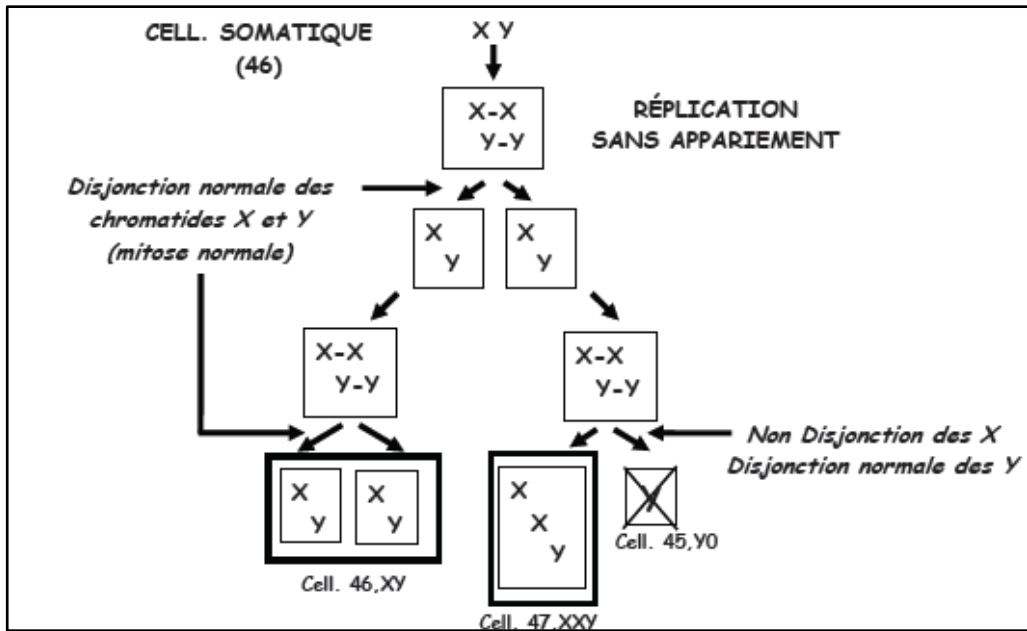 CELL. SOMATIQUE
(46)
X Y
X-X
Y-Y
RÉPLICATION
SANS APPARIEMENT
Disjonction normale des
chromatides X et Y
(mitose normale)
X
Y
X
Y
X-X
Y-Y
X-X
Y-Y
Non Disjonction des X
Disjonction normale des Y
X
Y
X
Y
X
X
Y
Y
Cell. 45,Y0
Cell. 46,XY
Cell. 47,XXY